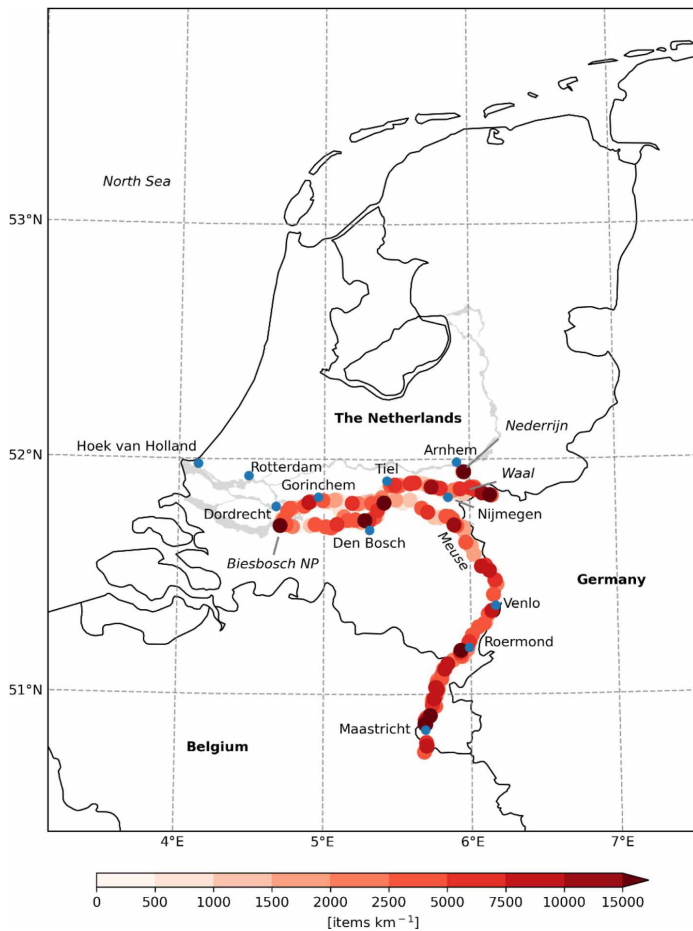 North Sea
53°N
The Netherlands
Nederrijn
Hoek van Holland
Arnhem
52°N
Rotterdam
Tiel
Waal
Gorinchem
Dordrecht
Nijmegen
Den Bosch
Meuse
Biesbosch NP
Germany
Venlo
Roermond
51°N
Maastricht
Belgium
4°E 5°E 6°E 7°E
0 500 1000 1500 2500 5000 7500 10000 15000
[items km⁻¹]